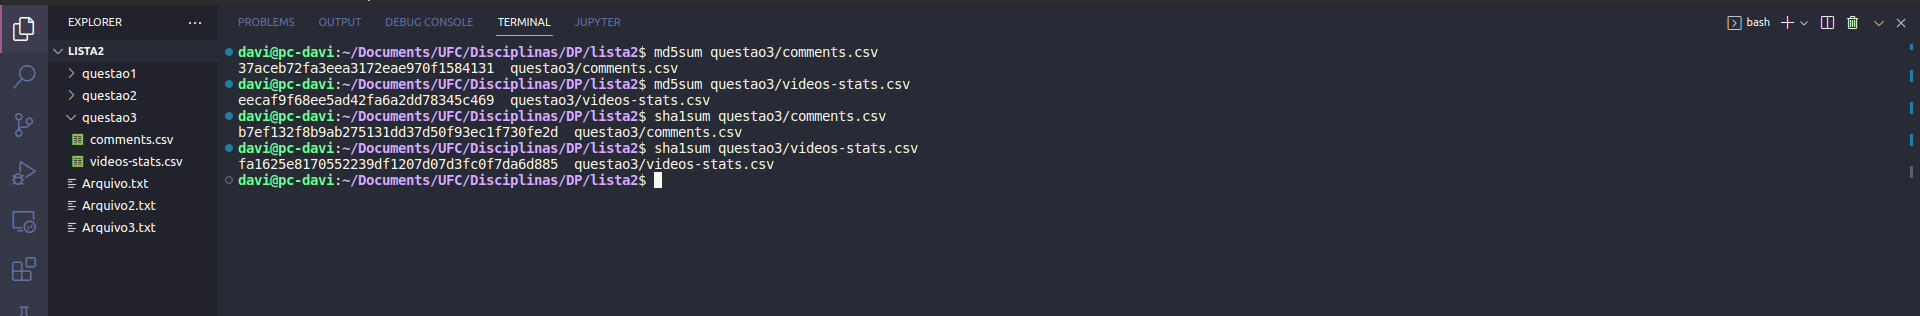 EXPLORER ...
LISTA2
questao1
questao2
questao3
comments.csv
videos-stats.csv
Arquivo.txt
Arquivo2.txt
Arquivo3.txt
PROBLEMS OUTPUT DEBUG CONSOLE TERMINAL JUPYTER
bash
davi@pc-davi:~/Documents/UFC/Disciplinas/DP/lista2$ md5sum questao3/comments.csv
37aceb72fa3eea3172eae970f1584131  questao3/comments.csv
davi@pc-davi:~/Documents/UFC/Disciplinas/DP/lista2$ md5sum questao3/videos-stats.csv
eecaf9f68ee5ad42fa6a2dd78345c469  questao3/videos-stats.csv
davi@pc-davi:~/Documents/UFC/Disciplinas/DP/lista2$ sha1sum questao3/comments.csv
b7ef132f8b9ab275131dd37d50f93ec1f730fe2d  questao3/comments.csv
davi@pc-davi:~/Documents/UFC/Disciplinas/DP/lista2$ sha1sum questao3/videos-stats.csv
fa1625e8170552239df1207d07d3fc0f7da6d885  questao3/videos-stats.csv
davi@pc-davi:~/Documents/UFC/Disciplinas/DP/lista2$